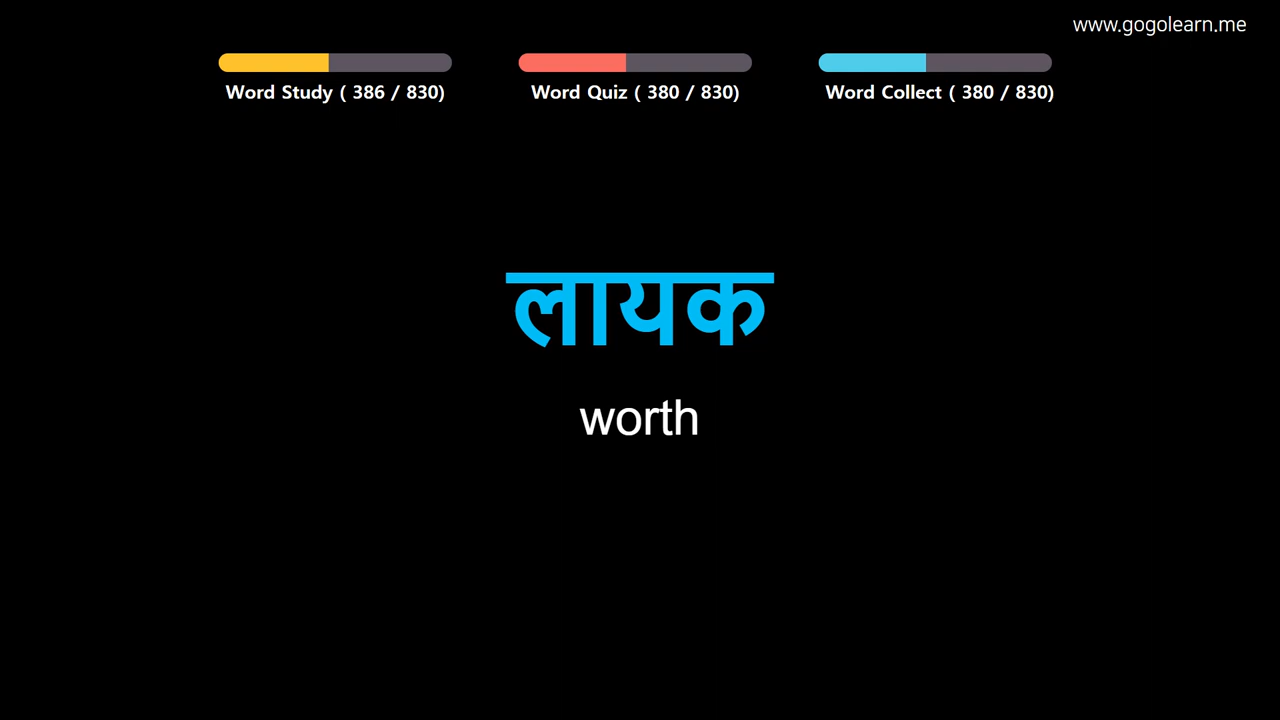 www.gogolearn.me
Word Study ( 386 / 830)
Word Quiz ( 380 / 830)
Word Collect ( 380 / 830)
लायक
worth